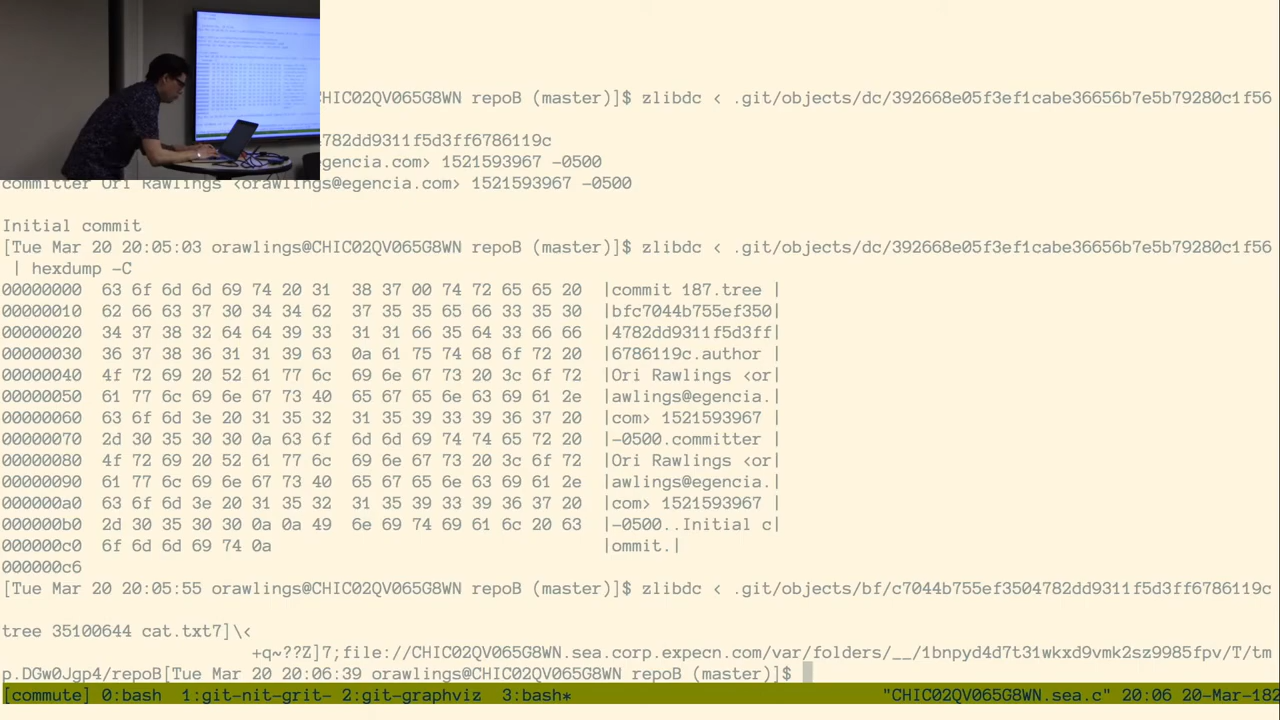 CHIC02QV065G8WN repoB (master)]$ zlibdc < .git/objects/dc/392668e05f3ef1cabe36656b7e5b79280c1f56
782dd9311f5d3ff6786119c
egencia.com> 1521593967 -0500
committer Ori Rawlings <orawlings@egencia.com> 1521593967 -0500
Initial commit
[Tue Mar 20 20:05:03 orawlings@CHIC02QV065G8WN repoB (master)]$ zlibdc < .git/objects/dc/392668e05f3ef1cabe36656b7e5b79280c1f56
| hexdump -C
00000000  63 6f 6d 6d 69 74 20 31  38 37 00 74 72 65 65 20  |commit 187.tree |
00000010  62 66 63 37 30 34 34 62  37 35 35 65 66 33 35 30  |bfc7044b755ef350|
00000020  34 37 38 32 64 64 39 33  31 31 66 35 64 33 66 66  |4782dd9311f5d3ff|
00000030  36 37 38 36 31 31 39 63  0a 61 75 74 68 6f 72 20  |6786119c.author |
00000040  4f 72 69 20 52 61 77 6c  69 6e 67 73 20 3c 6f 72  |Ori Rawlings <or|
00000050  61 77 6c 69 6e 67 73 40  65 67 65 6e 63 69 61 2e  |awlings@egencia.|
00000060  63 6f 6d 3e 20 31 35 32  31 35 39 33 39 36 37 20  |com> 1521593967 |
00000070  2d 30 35 30 30 0a 63 6f  6d 6d 69 74 74 65 72 20  |-0500.committer |
00000080  4f 72 69 20 52 61 77 6c  69 6e 67 73 20 3c 6f 72  |Ori Rawlings <or|
00000090  61 77 6c 69 6e 67 73 40  65 67 65 6e 63 69 61 2e  |awlings@egencia.|
000000a0  63 6f 6d 3e 20 31 35 32  31 35 39 33 39 36 37 20  |com> 1521593967 |
000000b0  2d 30 35 30 30 0a 0a 49  6e 69 74 69 61 6c 20 63  |-0500..Initial c|
000000c0  6f 6d 6d 69 74 0a                                 |ommit.|
000000c6
[Tue Mar 20 20:05:55 orawlings@CHIC02QV065G8WN repoB (master)]$ zlibdc < .git/objects/bf/c7044b755ef3504782dd9311f5d3ff6786119c
tree 35100644 cat.txt7]\<
+q~??Z]7;file://CHIC02QV065G8WN.sea.corp.expecn.com/var/folders/__/1bnpyd4d7t31wkxd9vmk2sz9985fpv/T/tm
p.DGw0Jgp4/repoB[Tue Mar 20 20:06:39 orawlings@CHIC02QV065G8WN repoB (master)]$
[commute] 0:bash  1:git-nit-grit- 2:git-graphviz  3:bash*  "CHIC02QV065G8WN.sea.c" 20:06 20-Mar-182